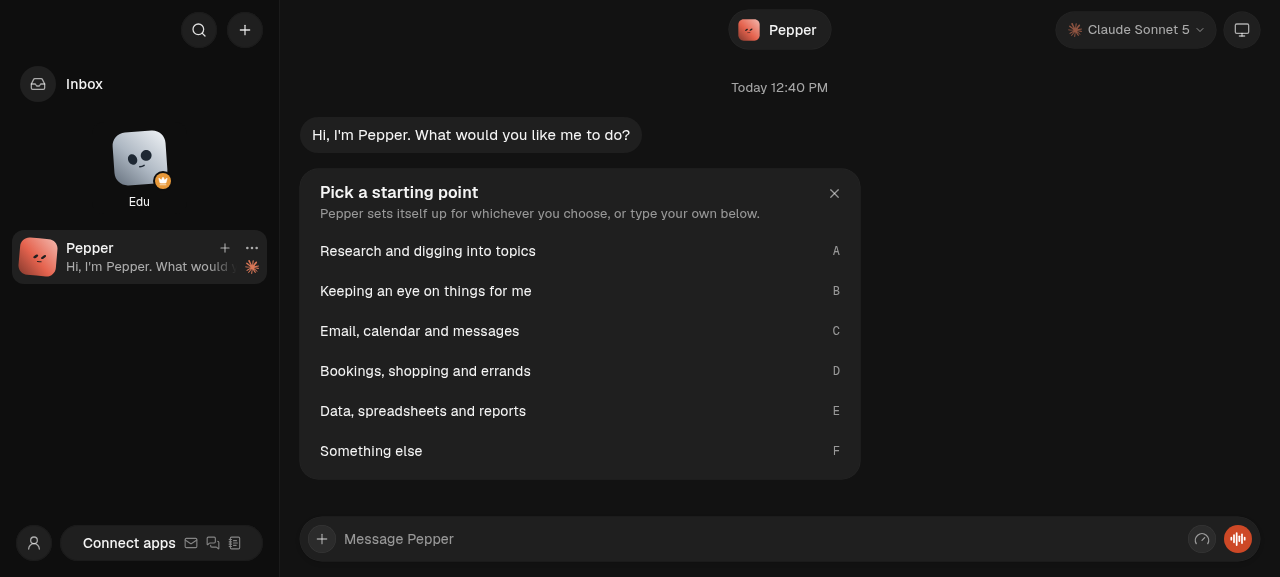 Pepper
Claude Sonnet 5
Inbox
Edu
Pepper
Hi, I'm Pepper. What would
Connect apps
Today 12:40 PM
Hi, I'm Pepper. What would you like me to do?
Pick a starting point
Pepper sets itself up for whichever you choose, or type your own below.
Research and digging into topics A
Keeping an eye on things for me B
Email, calendar and messages C
Bookings, shopping and errands D
Data, spreadsheets and reports E
Something else F
Message Pepper